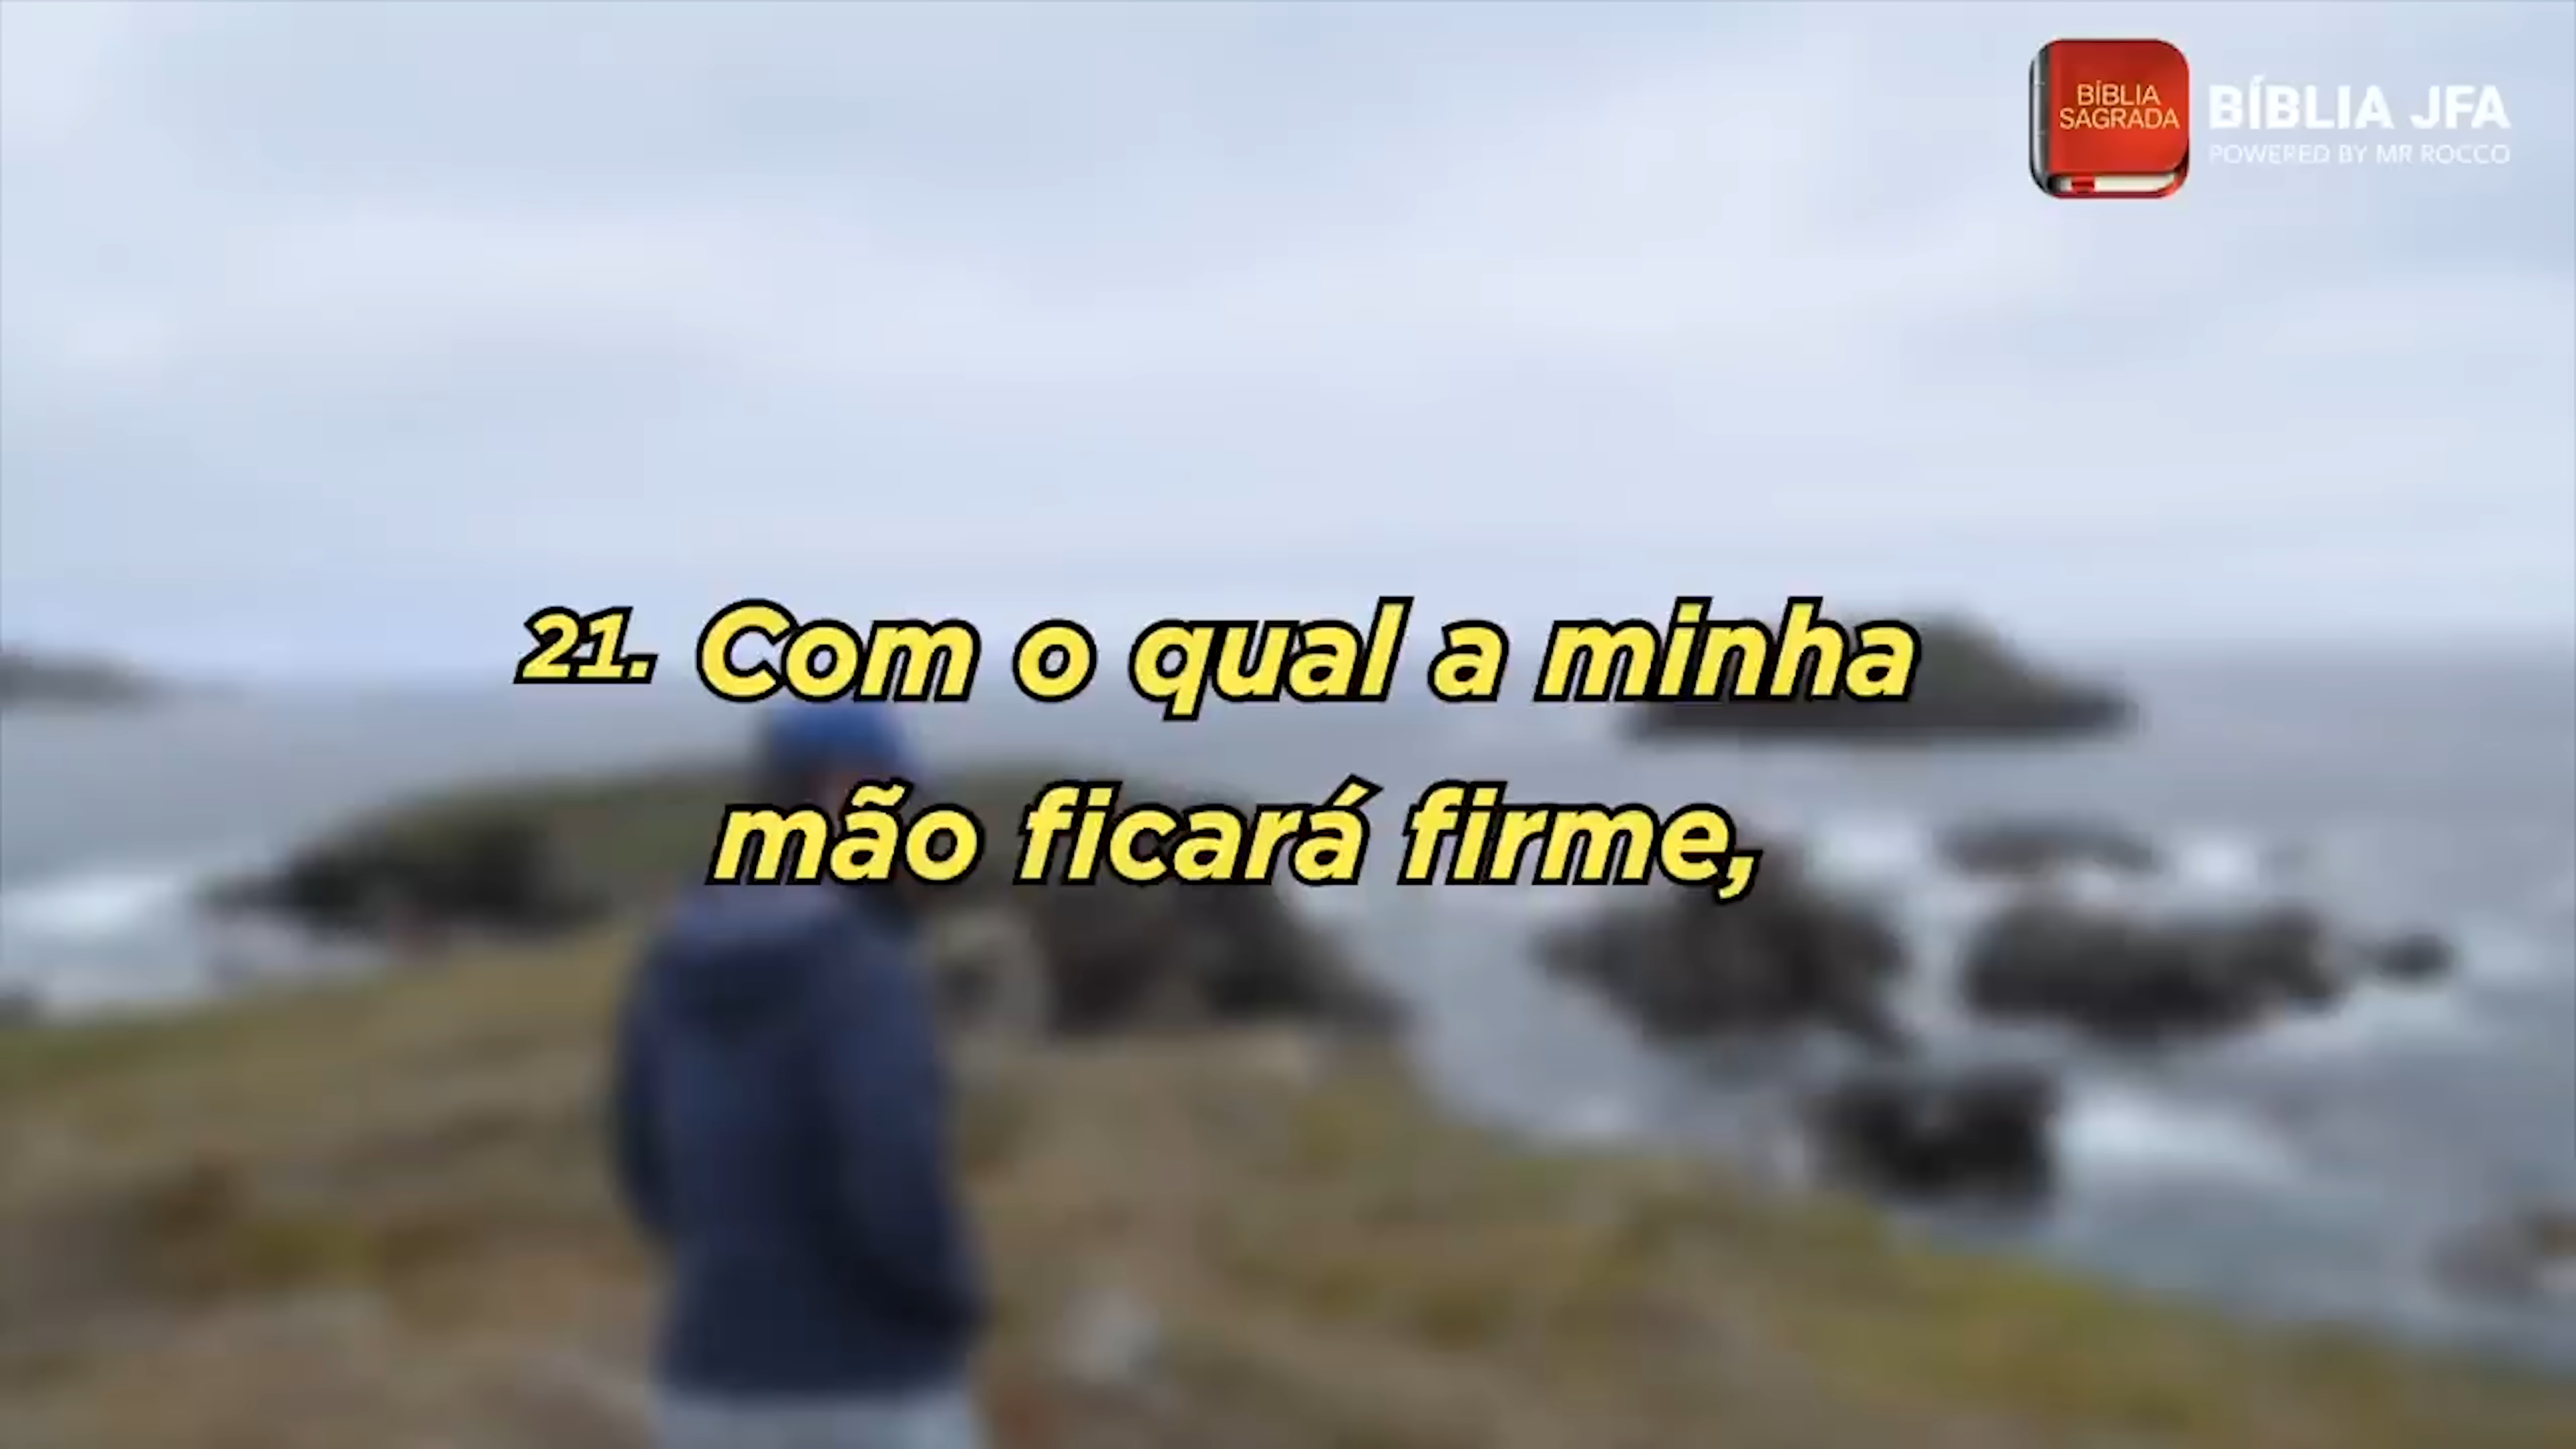 BÍBLIA
SAGRADA
BÍBLIA JFA
POWERED BY MR ROCCO
21. Com o qual a minha
mão ficará firme,